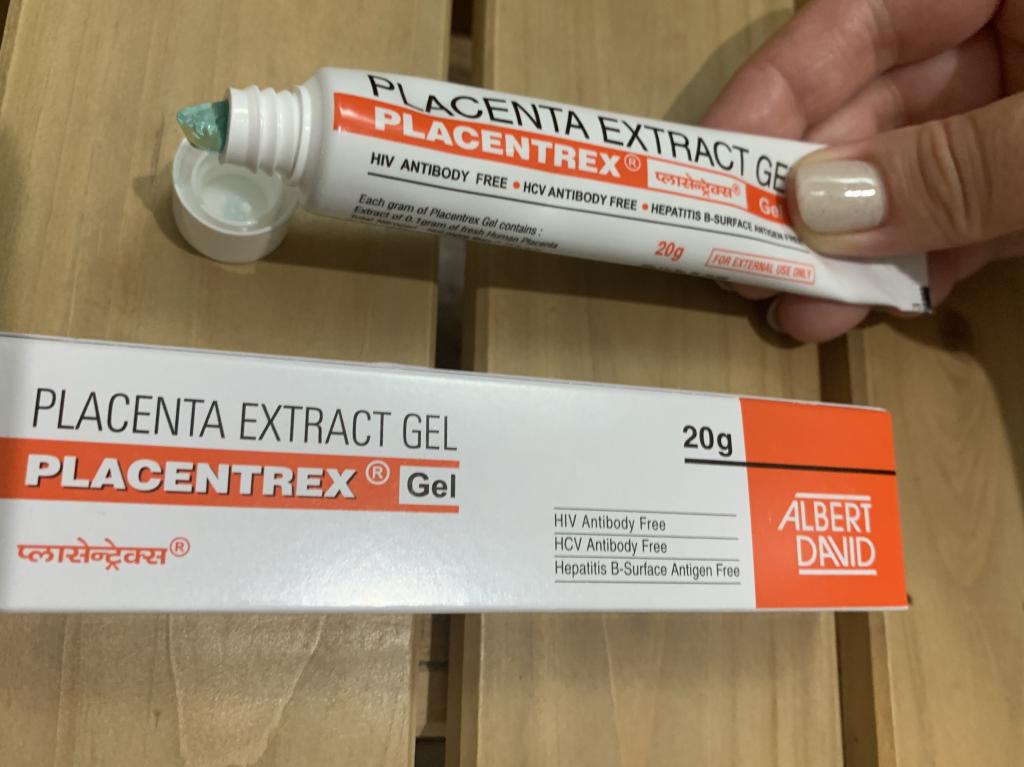 PLACENTA EXTRACT GE
PLACENTREX® प्लासेन्ट्रेक्स® Gel
HIV ANTIBODY FREE • HCV ANTIBODY FREE • HEPATITIS B-SURFACE ANTIGEN FREE
Each gram of Placentrex Gel contains :
Extract of 0.1gram of fresh Human Placenta
20g FOR EXTERNAL USE ONLY
PLACENTA EXTRACT GEL
PLACENTREX® Gel
प्लासेन्ट्रेक्स®
20g
HIV Antibody Free
HCV Antibody Free
Hepatitis B-Surface Antigen Free
ALBERT
DAVID